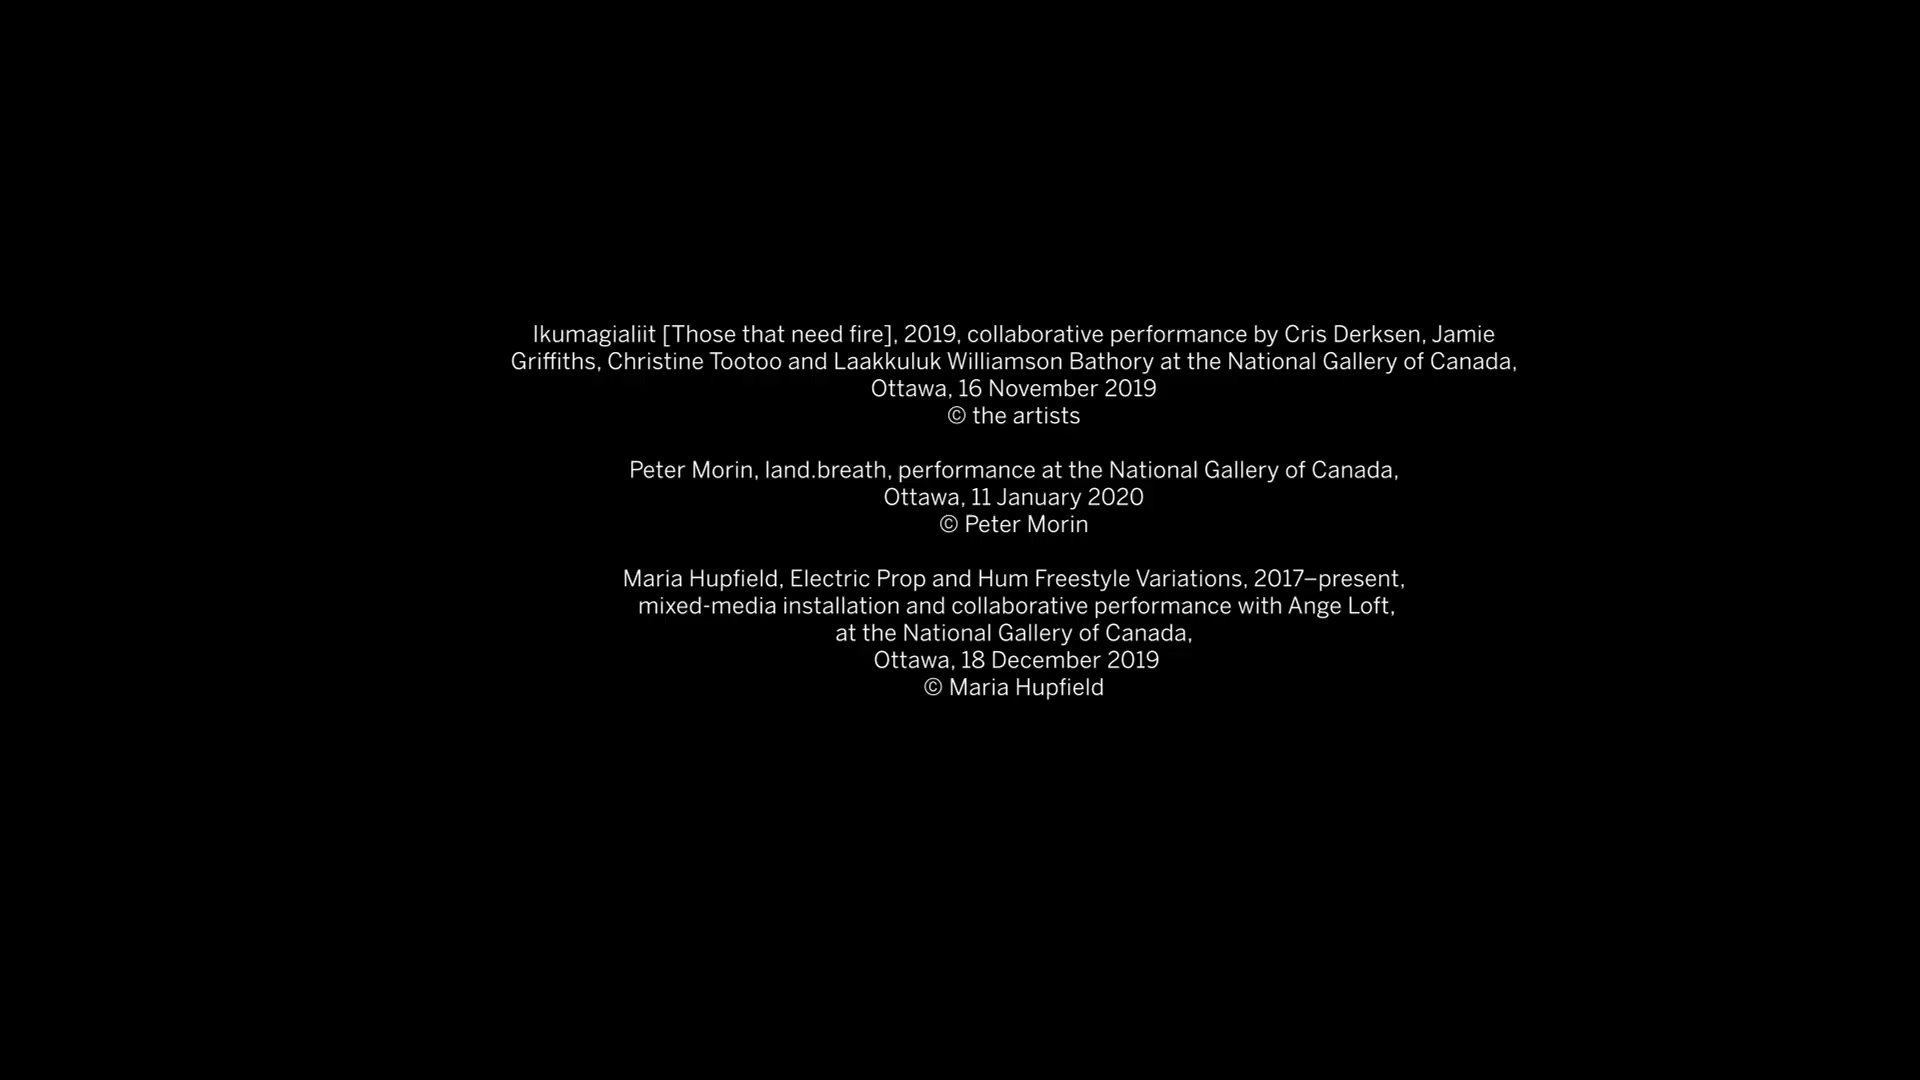 Ikumagialiit [Those that need fire], 2019, collaborative performance by Cris Derksen, Jamie
Griffiths, Christine Tootoo and Laakkuluk Williamson Bathory at the National Gallery of Canada,
Ottawa, 16 November 2019
© the artists
Peter Morin, land.breath, performance at the National Gallery of Canada,
Ottawa, 11 January 2020
© Peter Morin
Maria Hupfield, Electric Prop and Hum Freestyle Variations, 2017–present,
mixed-media installation and collaborative performance with Ange Loft,
at the National Gallery of Canada,
Ottawa, 18 December 2019
© Maria Hupfield